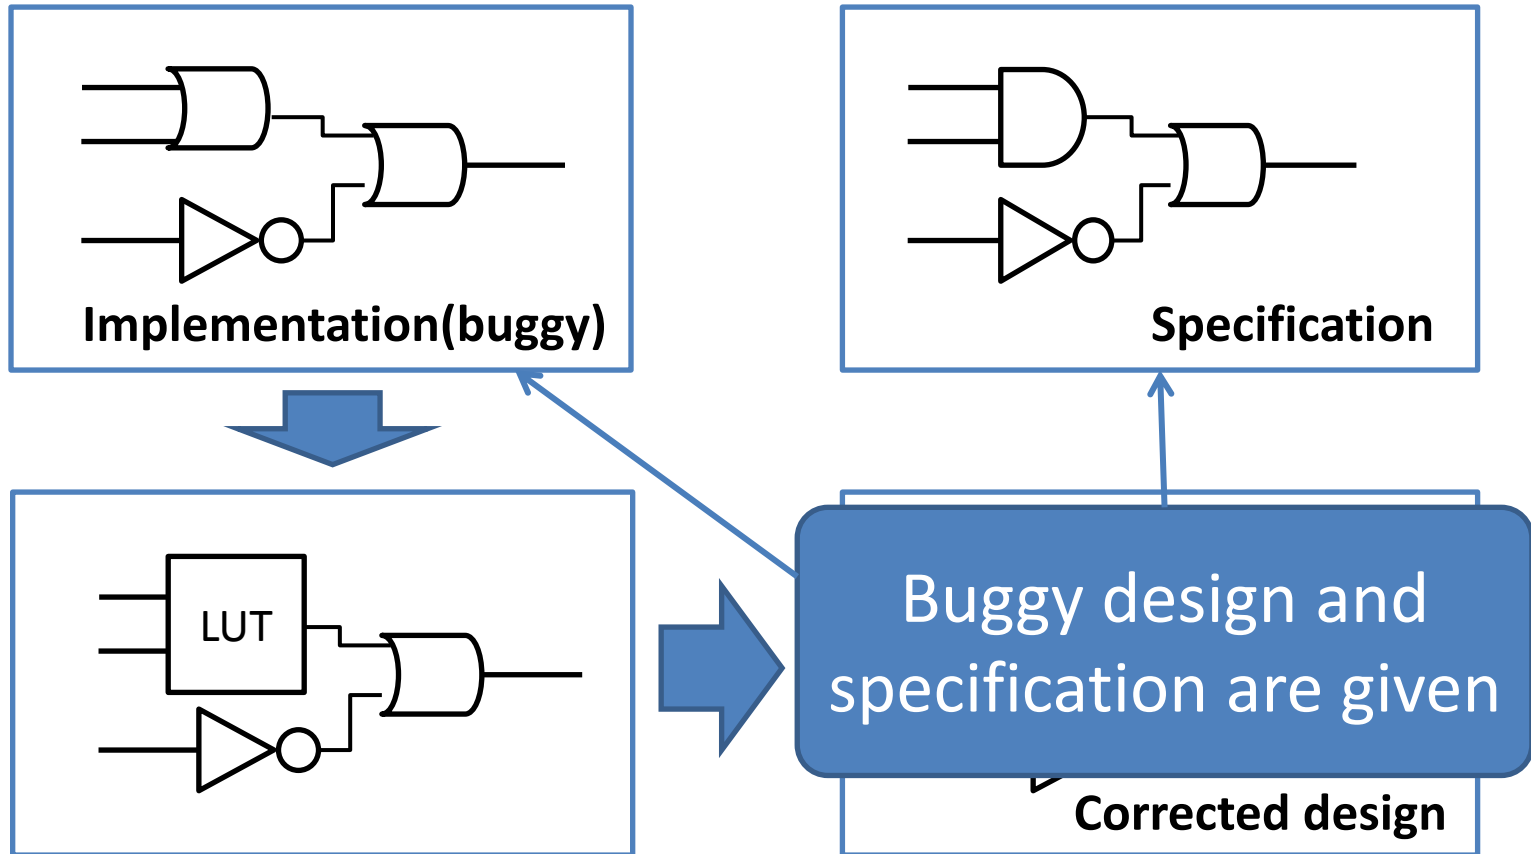 Implementation(buggy)
Specification
LUT
Buggy design and
specification are given
Corrected design